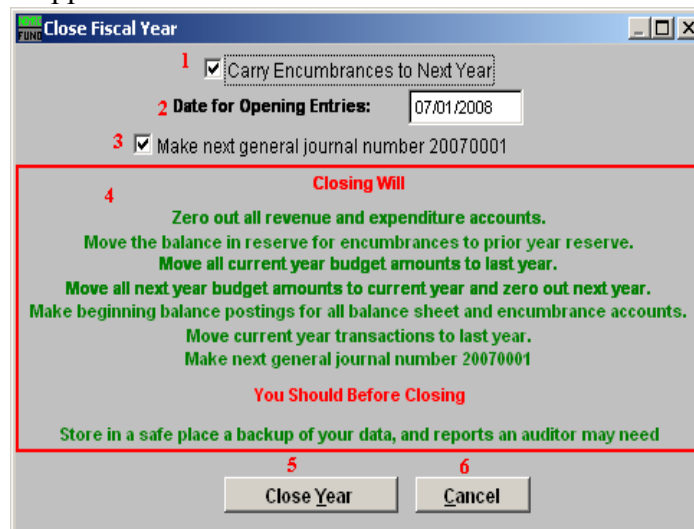 FUND Close Fiscal Year
1 Carry Encumbrances to Next Year
2 Date for Opening Entries: 07/01/2008
3 Make next general journal number 20070001
4
Closing Will
Zero out all revenue and expenditure accounts.
Move the balance in reserve for encumbrances to prior year reserve.
Move all current year budget amounts to last year.
Move all next year budget amounts to current year and zero out next year.
Make beginning balance postings for all balance sheet and encumbrance accounts.
Move current year transactions to last year.
Make next general journal number 20070001
You Should Before Closing
Store in a safe place a backup of your data, and reports an auditor may need
5 6
Close Year Cancel